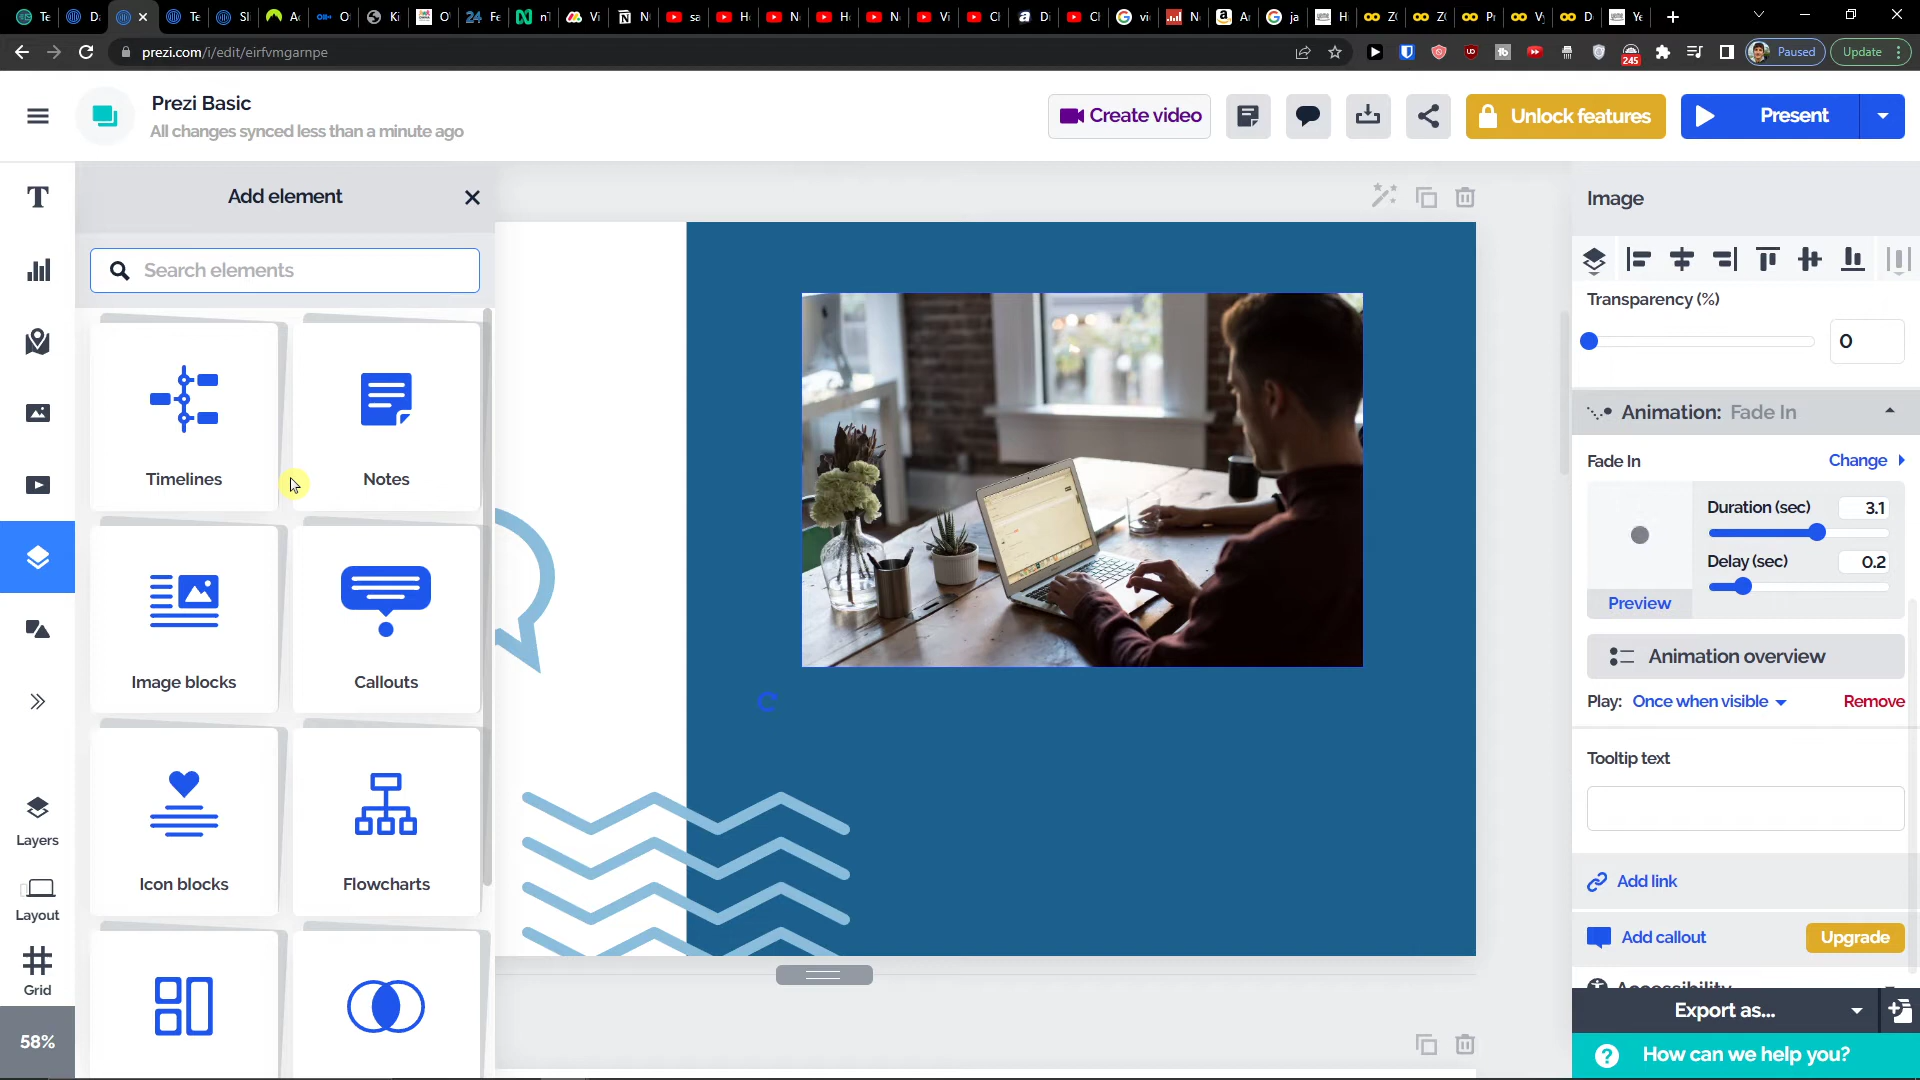 prezi.com/i/edit/eirfvmgarnpe
245
Paused
Update
Prezi Basic
All changes synced less than a minute ago
Create video
Unlock features
Present
Add element
Search elements
Timelines
Notes
Image blocks
Callouts
Icon blocks
Flowcharts
Layers
Layout
Grid
58%
Image
Transparency (%)
0
Animation: Fade In
Fade In
Change
Duration (sec)
3.1
Delay (sec)
0.2
Preview
Animation overview
Play: Once when visible
Remove
Tooltip text
Add link
Add callout
Upgrade
Accessibility
Export as...
How can we help you?